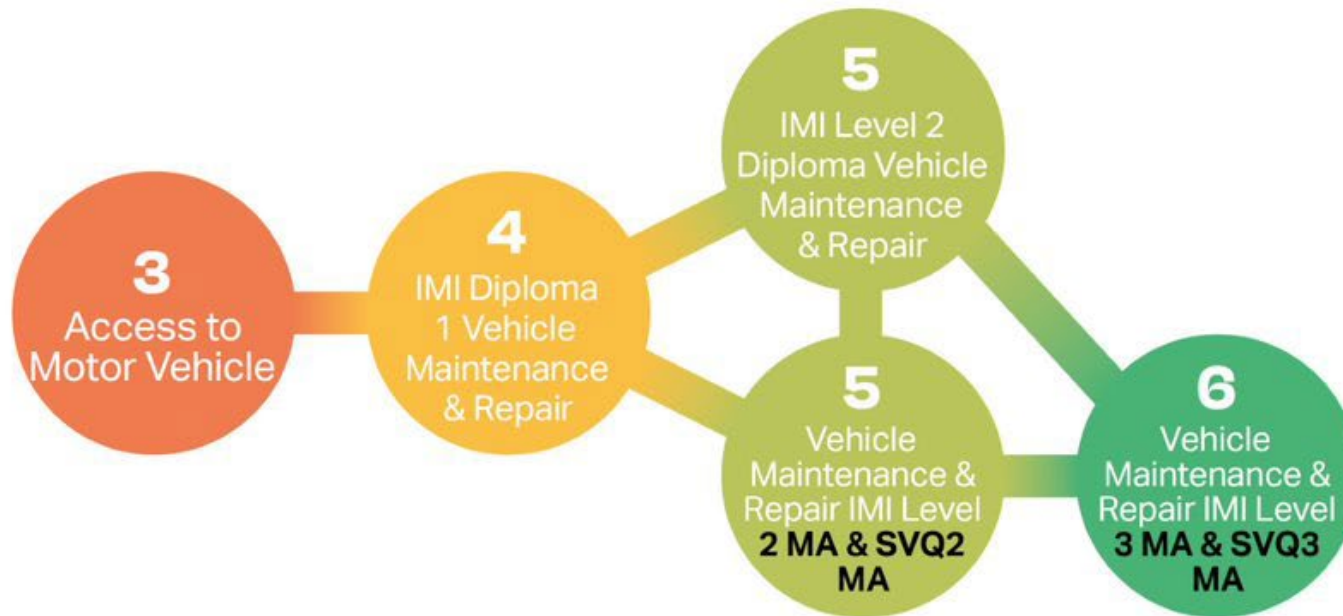 3
Access to
Motor Vehicle
4
IMI Diploma
1 Vehicle
Maintenance
& Repair
5
IMI Level 2
Diploma Vehicle
Maintenance
& Repair
5
Vehicle
Maintenance &
Repair IMI Level
2 MA & SVQ2
MA
6
Vehicle
Maintenance &
Repair IMI Level
3 MA & SVQ3
MA